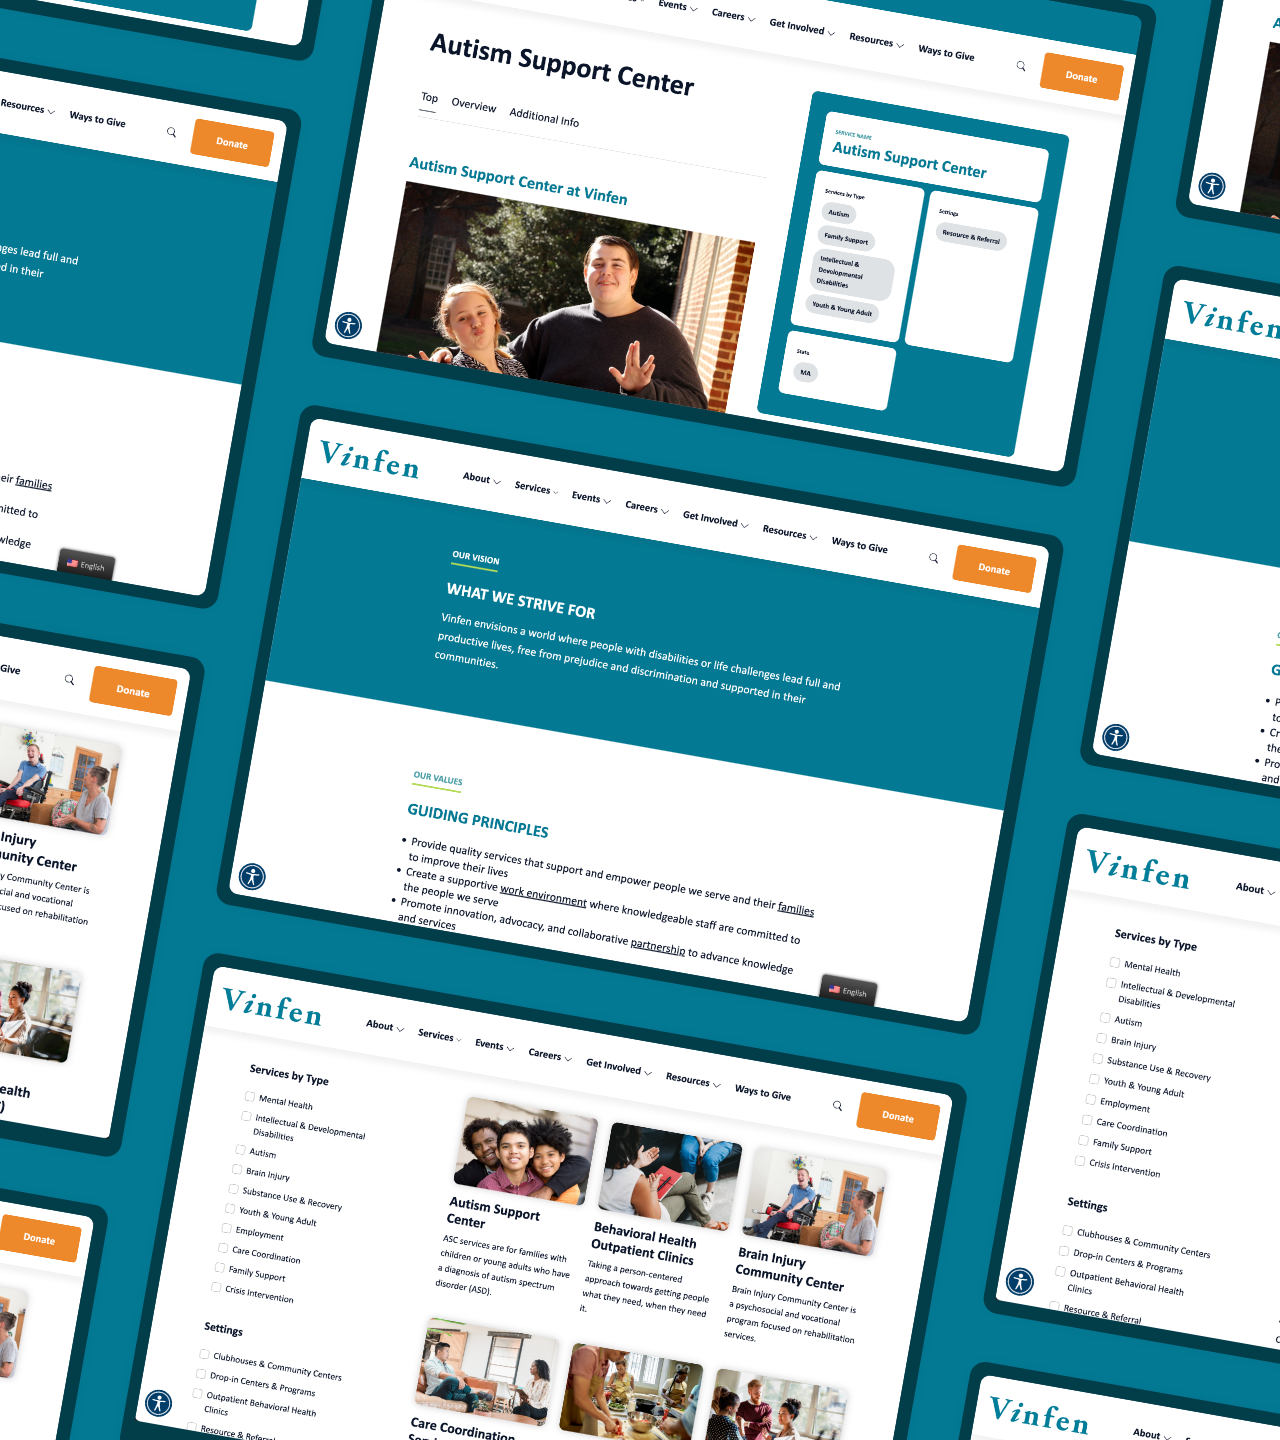 Events
Careers
Get Involved
Resources
Ways to Give
Donate
Autism Support Center
Top
Overview
Additional Info
Autism Support Center at Vinfen
SERVICE NAME
Autism Support Center
Services by Type
Autism
Family Support
Intellectual &
Developmental
Disabilities
Youth & Young Adult
Settings
Resource & Referral
State
MA
Resources
Ways to Give
Donate
lead full and
d in their
families
to
English
Vinfen
Vinfen
About
Services
Events
Careers
Get Involved
Resources
Ways to Give
Donate
OUR VISION
WHAT WE STRIVE FOR
Vinfen envisions a world where people with disabilities or life challenges lead full and
productive lives, free from prejudice and discrimination and supported in their
communities.
OUR VALUES
GUIDING PRINCIPLES
• Provide quality services that support and empower people we serve and their families
to improve their lives
• Create a supportive work environment where knowledgeable staff are committed to
the people we serve
• Promote innovation, advocacy, and collaborative partnership to advance knowledge
and services
English
Give
Donate
Injury
Community Center
y Community Center is
cial and vocational
focused on rehabilitation
ealth
Donate
Vinfen
About
Services by Type
Mental Health
Intellectual & Developmental
Disabilities
Autism
Brain Injury
Substance Use & Recovery
Youth & Young Adult
Employment
Care Coordination
Family Support
Crisis Intervention
Settings
Clubhouses & Community Centers
Drop-in Centers & Programs
Outpatient Behavioral Health
Clinics
Resource & Referral
Vinfen
About
Services
Events
Careers
Get Involved
Resources
Ways to Give
Donate
Services by Type
Mental Health
Intellectual & Developmental
Disabilities
Autism
Brain Injury
Substance Use & Recovery
Youth & Young Adult
Employment
Care Coordination
Family Support
Crisis Intervention
Settings
Clubhouses & Community Centers
Drop-in Centers & Programs
Outpatient Behavioral Health
Clinics
Resource & Referral
Autism Support
Center
ASC services are for families with
children or young adults who have
a diagnosis of autism spectrum
disorder (ASD).
Behavioral Health
Outpatient Clinics
Taking a person-centered
approach towards getting people
what they need, when they need
it.
Brain Injury
Community Center
Brain Injury Community Center is
a psychosocial and vocational
program focused on rehabilitation
services.
Care Coordination
Vinfen
About